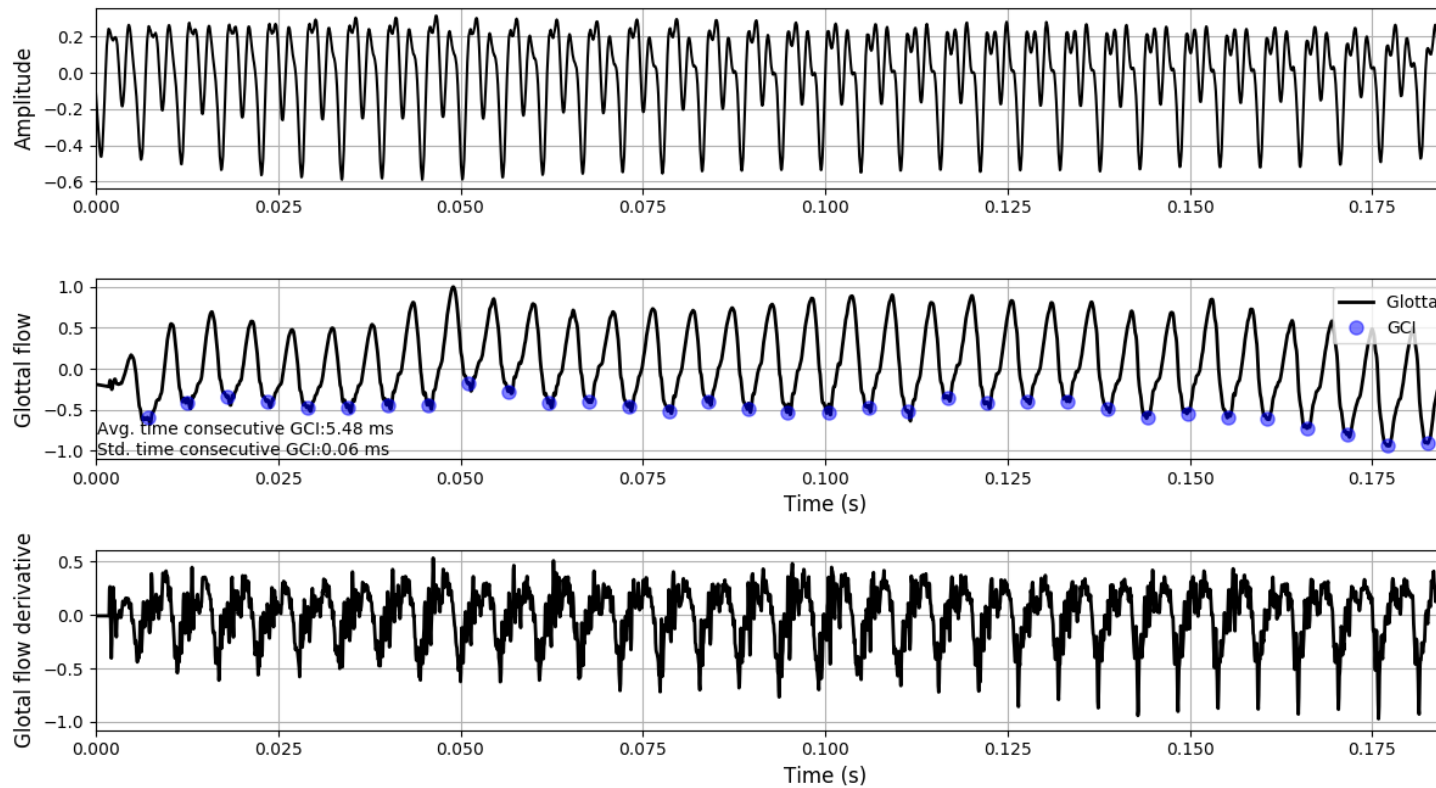 Amplitude
0.2
0.0
−0.2
−0.4
−0.6
0.000 0.025 0.050 0.075 0.100 0.125 0.150 0.175
Glottal flow
1.0
0.5
0.0
−0.5
−1.0
Glotta
GCI
Avg. time consecutive GCI:5.48 ms
Std. time consecutive GCI:0.06 ms
0.000 0.025 0.050 0.075 0.100 0.125 0.150 0.175
Time (s)
Glotal flow derivative
0.5
0.0
−0.5
−1.0
0.000 0.025 0.050 0.075 0.100 0.125 0.150 0.175
Time (s)